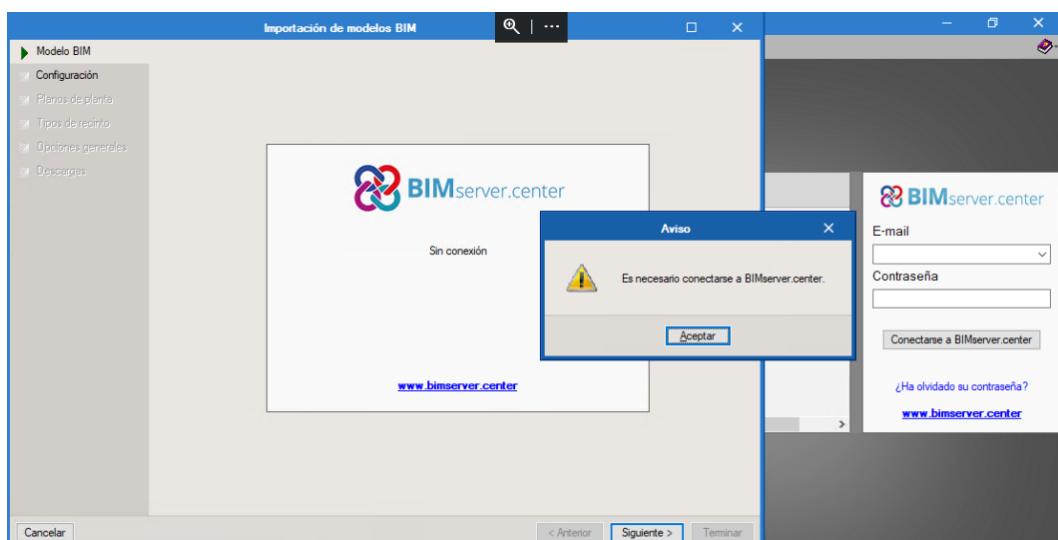 Importación de modelos BIM
Modelo BIM
Configuración
Planos de planta
Tipos de recinto
Opciones generales
Descargas
BIMserver.center
Sin conexión
www.bimserver.center
Aviso
Es necesario conectarse a BIMserver.center.
Aceptar
BIMserver.center
E-mail
Contraseña
Conectarse a BIMserver.center
¿Ha olvidado su contraseña?
www.bimserver.center
Cancelar
< Anterior
Siguiente >
Terminar